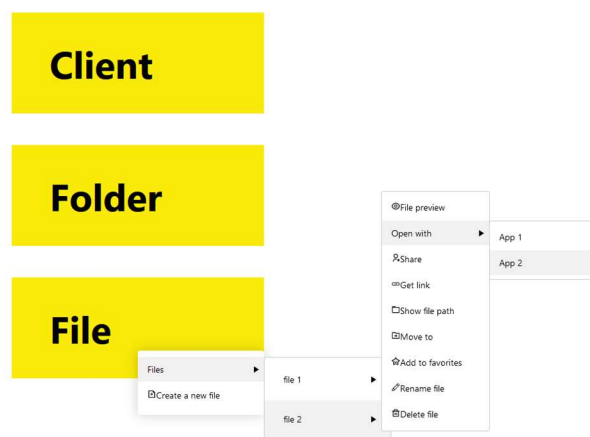 Client
Folder
File
Files
Create a new file
file 1
file 2
File preview
Open with
Share
Get link
Show file path
Move to
Add to favorites
Rename file
Delete file
App 1
App 2